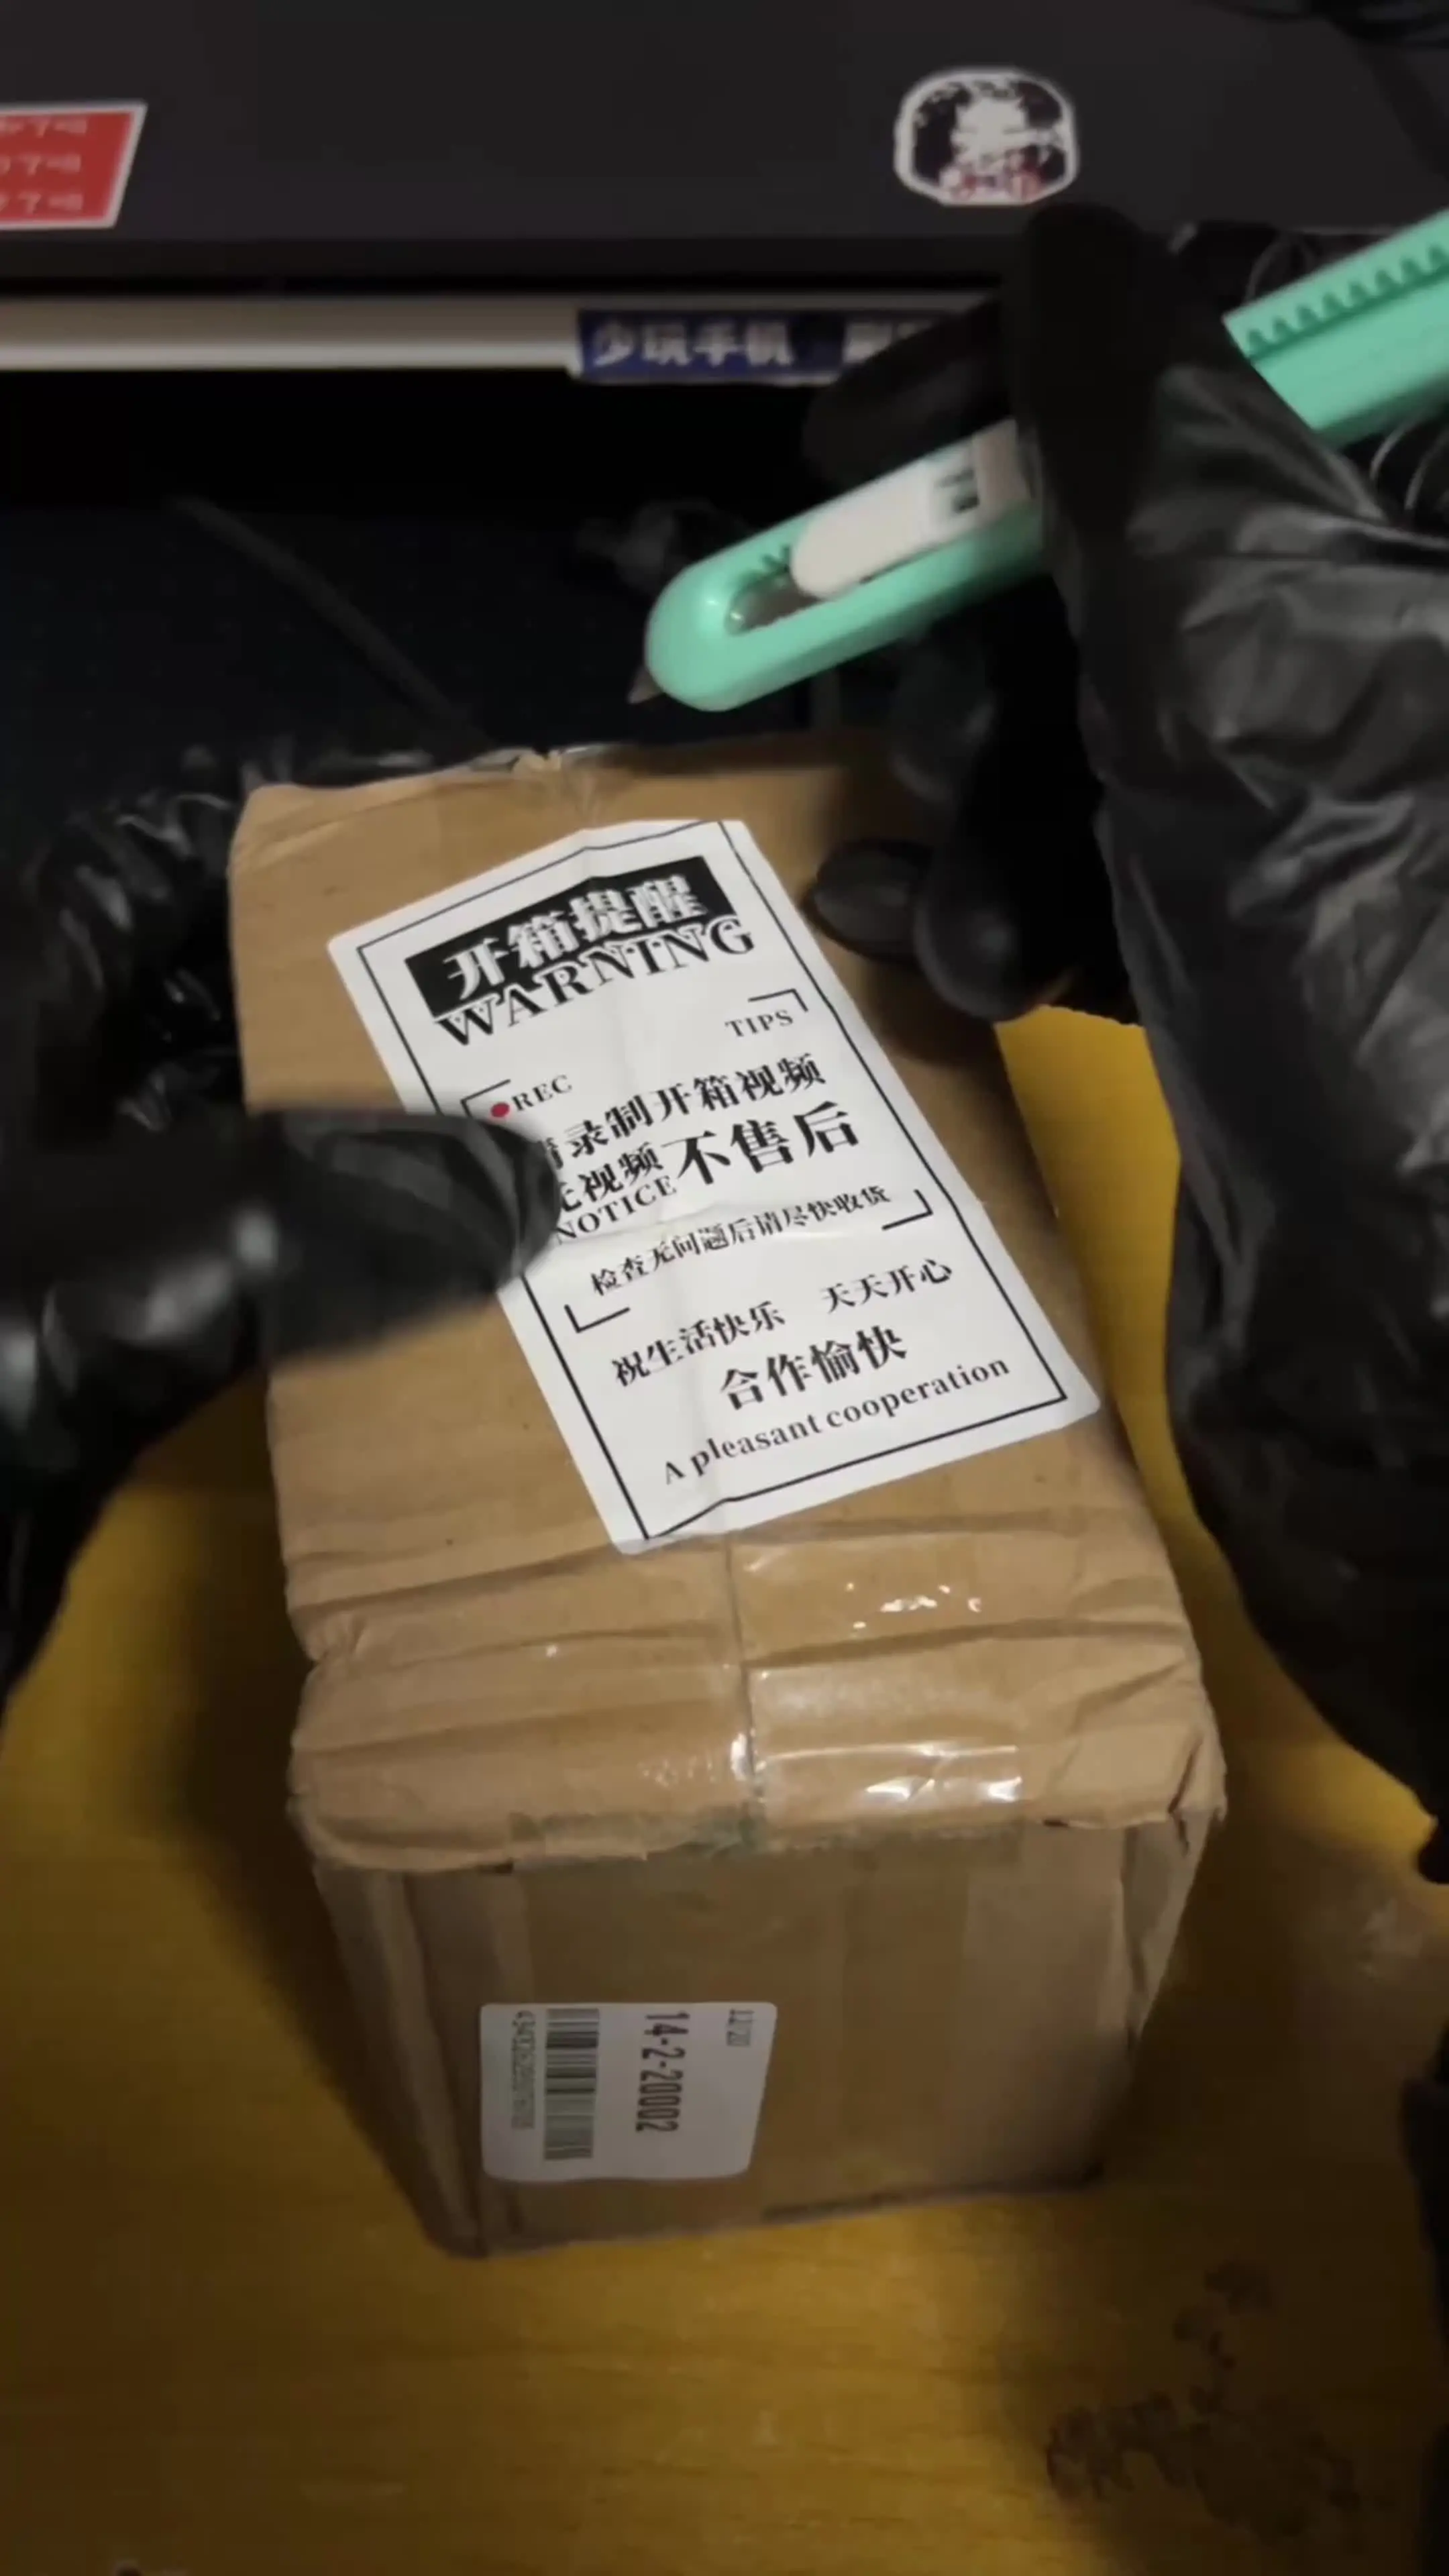 少玩手机
开箱提醒
WARNING
TIPS
REC
录制开箱视频
视频不售后
NOTICE
检查无问题后请尽快收货
祝生活快乐 天天开心
合作愉快
A pleasant cooperation
14-2-20002